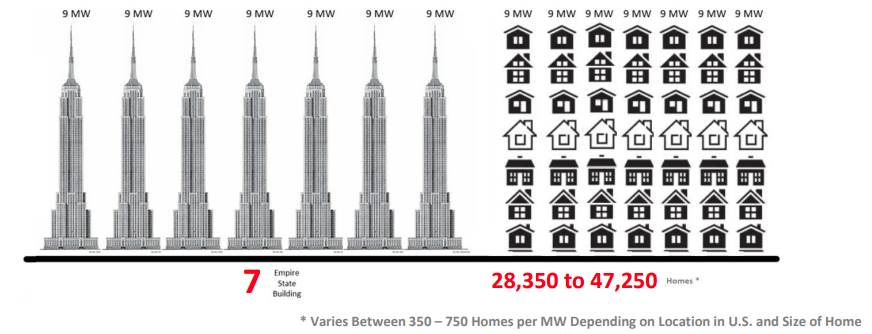 9 MW 9 MW 9 MW 9 MW 9 MW 9 MW 9 MW 9 MW 9 MW 9 MW 9 MW 9 MW 9 MW 9 MW
7 Empire
State
Building
28,350 to 47,250 Homes *
* Varies Between 350 – 750 Homes per MW Depending on Location in U.S. and Size of Home